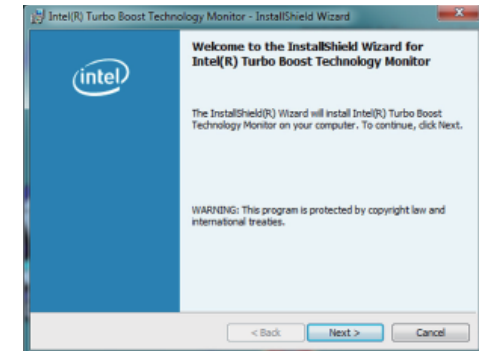 Intel(R) Turbo Boost Technology Monitor - InstallShield Wizard
Welcome to the InstallShield Wizard for
Intel(R) Turbo Boost Technology Monitor
intel
The InstallShield(R) Wizard will install Intel(R) Turbo Boost
Technology Monitor on your computer. To continue, click Next.
WARNING: This program is protected by copyright law and
international treaties.
< Back
Next >
Cancel